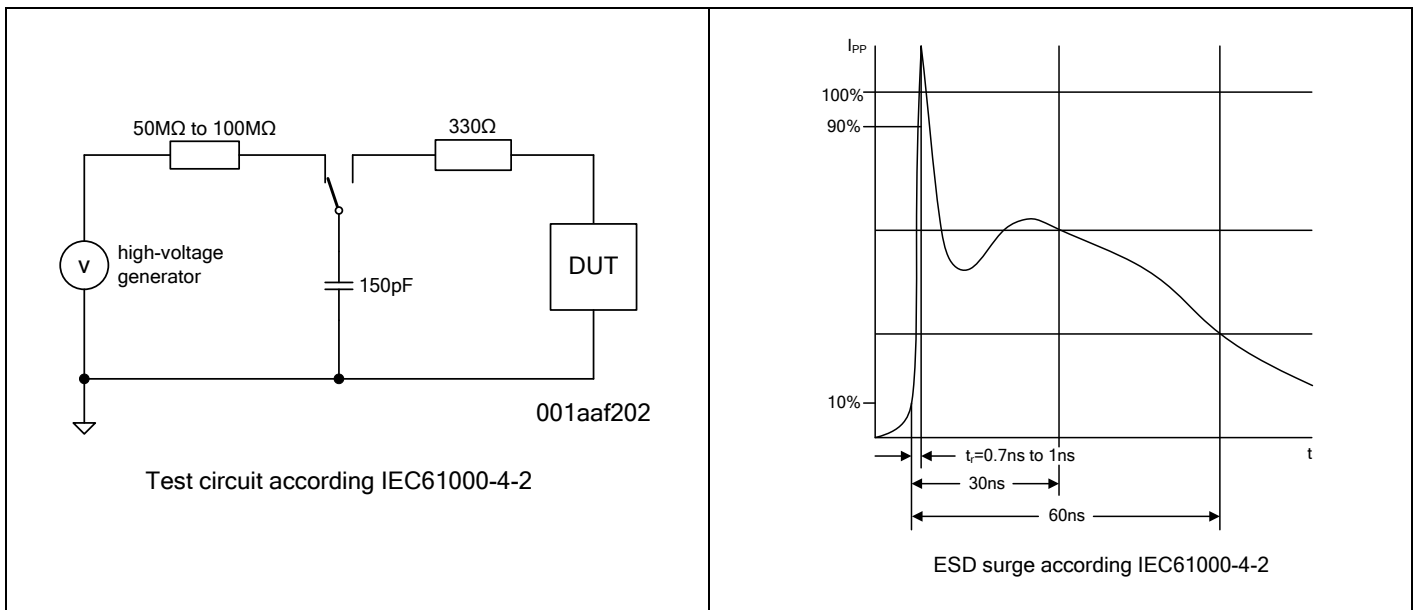 50MΩ to 100MΩ
330Ω
V
high-voltage
generator
150pF
DUT
001aaf202
Test circuit according IEC61000-4-2
IPP
100%
90%
10%
t
tr=0.7ns to 1ns
30ns
60ns
ESD surge according IEC61000-4-2